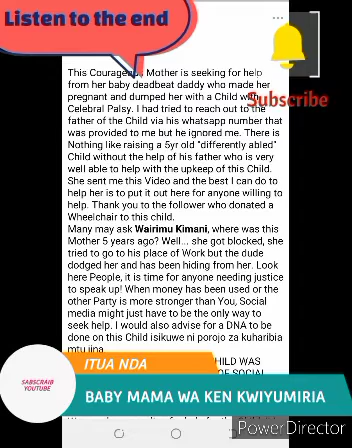 Listen to the end
This Courageous Mother is seeking for help
from her baby deadbeat daddy who made her
pregnant and dumped her with a Child with
Celebral Palsy. I had tried to reach out to the
father of the Child via his whatsapp number that
was provided to me but he ignored me. There is
Nothing like raising a 5yr old "differently abled"
Child without the help of his father who is very
well able to help with the upkeep of this Child.
She sent me this Video and the best I can do to
help her is to put it out here for anyone willing to
help. Thank you to the follower who donated a
Wheelchair to this child.
Many may ask Wairimu Kimani, where was this
Mother 5 years ago? Well... she got blocked, she
tried to go to his place of Work but the dude
dodged her and has been hiding from her. Look
here People, it is time for anyone needing justice
to speak up! When money has been used or the
other Party is more stronger than You, Social
media might just have to be the only way to
seek help. I would also advise for a DNA to be
done on this Child isikuwe ni porojo za kuharibia
mtu jina.
HILD WAS
OF SOCIAL
Subscribe
SABSCRAIB
YOUTUBE
ITUA NDA
BABY MAMA WA KEN KWIYUMIRIA
PowerDirector